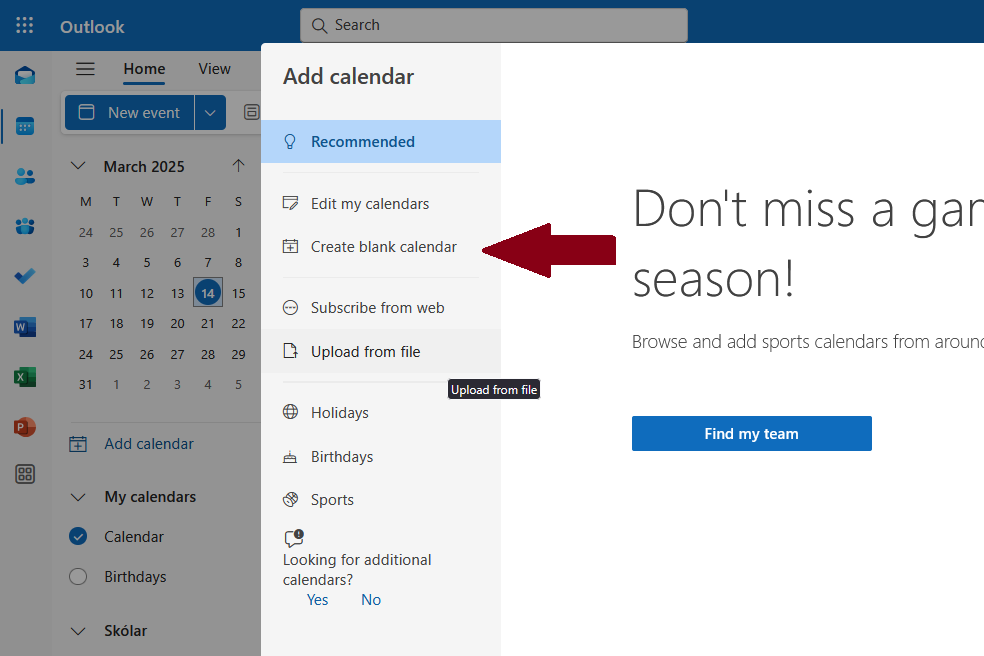 Outlook
Search
Home View
New event
March 2025
M T W T F S
24 25 26 27 28 1
3 4 5 6 7 8
10 11 12 13 14 15
17 18 19 20 21 22
24 25 26 27 28 29
31 1 2 3 4 5
Add calendar
My calendars
Calendar
Birthdays
Skólar
Add calendar
Recommended
Edit my calendars
Create blank calendar
Subscribe from web
Upload from file
Upload from file
Holidays
Birthdays
Sports
Looking for additional
calendars?
Yes No
Don't miss a
season!
Browse and add sports calendars from
Find my team
W
X
P